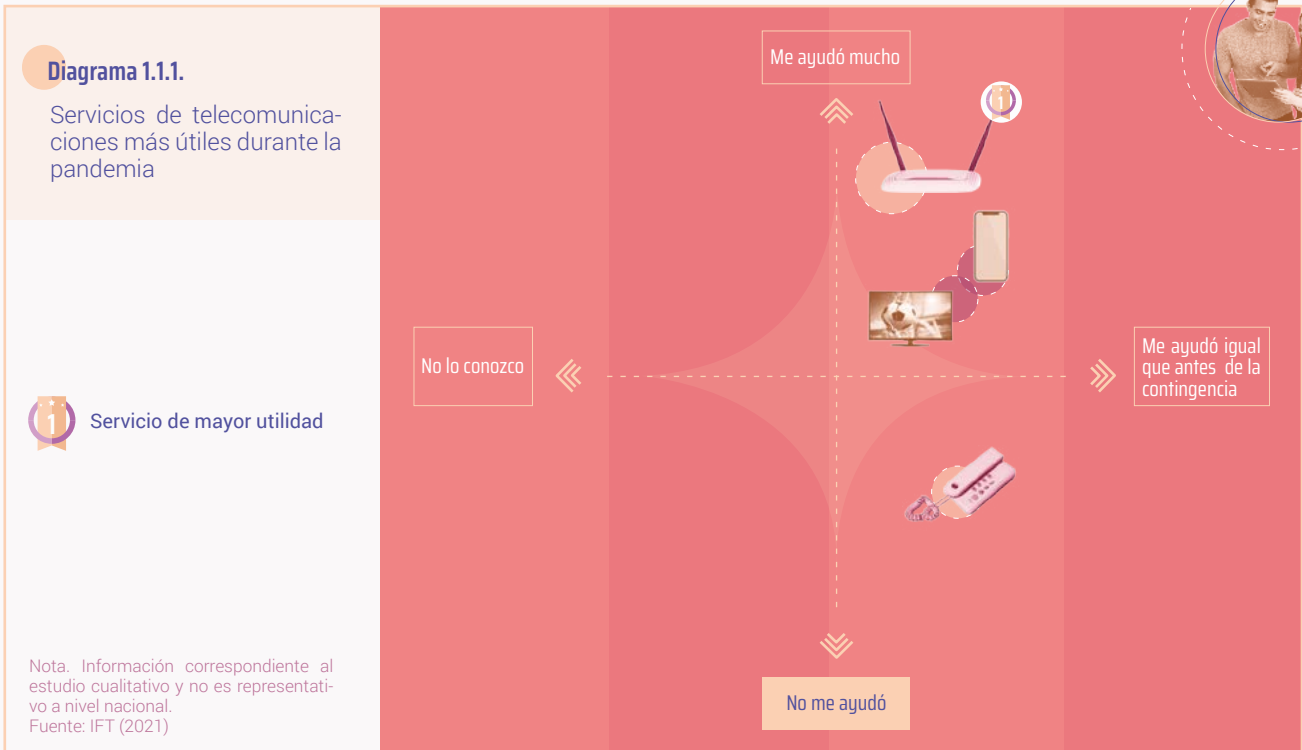 Diagrama 1.1.1.
Servicios de telecomunica-
ciones más útiles durante la
pandemia
1
Servicio de mayor utilidad
Nota. Información correspondiente al
estudio cualitativo y no es representati-
vo a nivel nacional.
Fuente: IFT (2021)
Me ayudó mucho
1
No lo conozco
Me ayudó igual
que antes de la
contingencia
No me ayudó